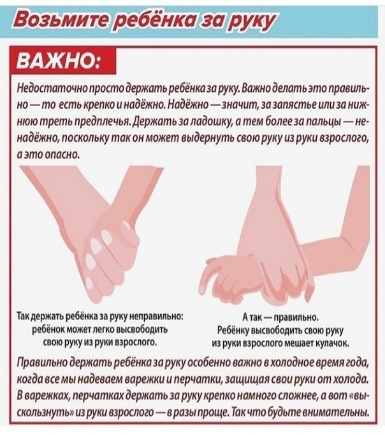 Возьмите ребёнка за руку
ВАЖНО:
Недостаточно просто держать ребёнка за руку. Важно делать это правиль-
но — то есть крепко и надёжно. Надёжно — значит, за запястье или за ниж-
нюю треть предплечья. Держать за ладошку, а тем более за пальцы — не-
надёжно, поскольку так он может выдернуть свою руку из руки взрослого,
а это опасно.
Так держать ребёнка за руку неправильно:
ребёнок может легко высвободить
свою руку из руки взрослого.
А так — правильно.
Ребёнку высвободить свою руку
из руки взрослого мешает кулачок.
Правильно держать ребёнка за руку особенно важно в холодное время года,
когда все мы надеваем варежки и перчатки, защищая свои руки от холода.
В варежках, перчатках держать за руку крепко намного сложнее, а вот «вы-
скользнуть» из руки взрослого — в разы проще. Так что будьте внимательны.